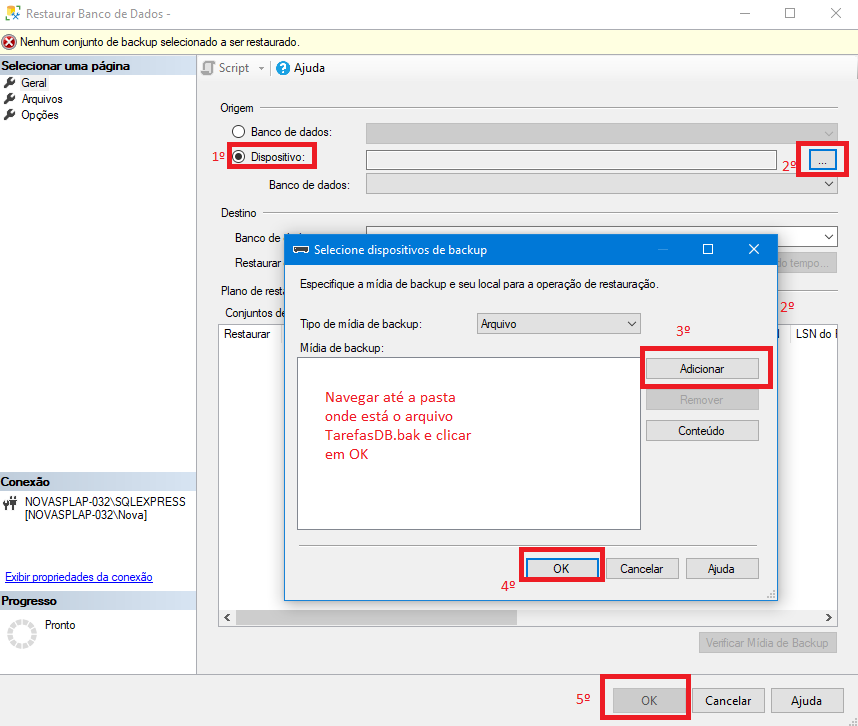 Restaurar Banco de Dados -
Nenhum conjunto de backup selecionado a ser restaurado.
Selecionar uma página
Geral
Arquivos
Opções
Script
Ajuda
Origem
Banco de dados:
1º
Dispositivo:
2º
...
Banco de dados:
Destino
Banco de
Restaurar
do tempo...
Plano de resta
2º
Conjuntos de
Restaurar
LSN do
Selecione dispositivos de backup
Especifique a mídia de backup e seu local para a operação de restauração.
Tipo de mídia de backup:
Arquivo
3º
Mídia de backup:
Adicionar
Remover
Conteúdo
Navegar até a pasta
onde está o arquivo
TarefasDB.bak e clicar
em OK
4º
OK
Cancelar
Ajuda
Conexão
NOVASPLAP-032\SQLEXPRESS
[NOVASPLAP-032\Nova]
Exibir propriedades da conexão
Progresso
Pronto
Verificar Mídia de Backup
5º
OK
Cancelar
Ajuda